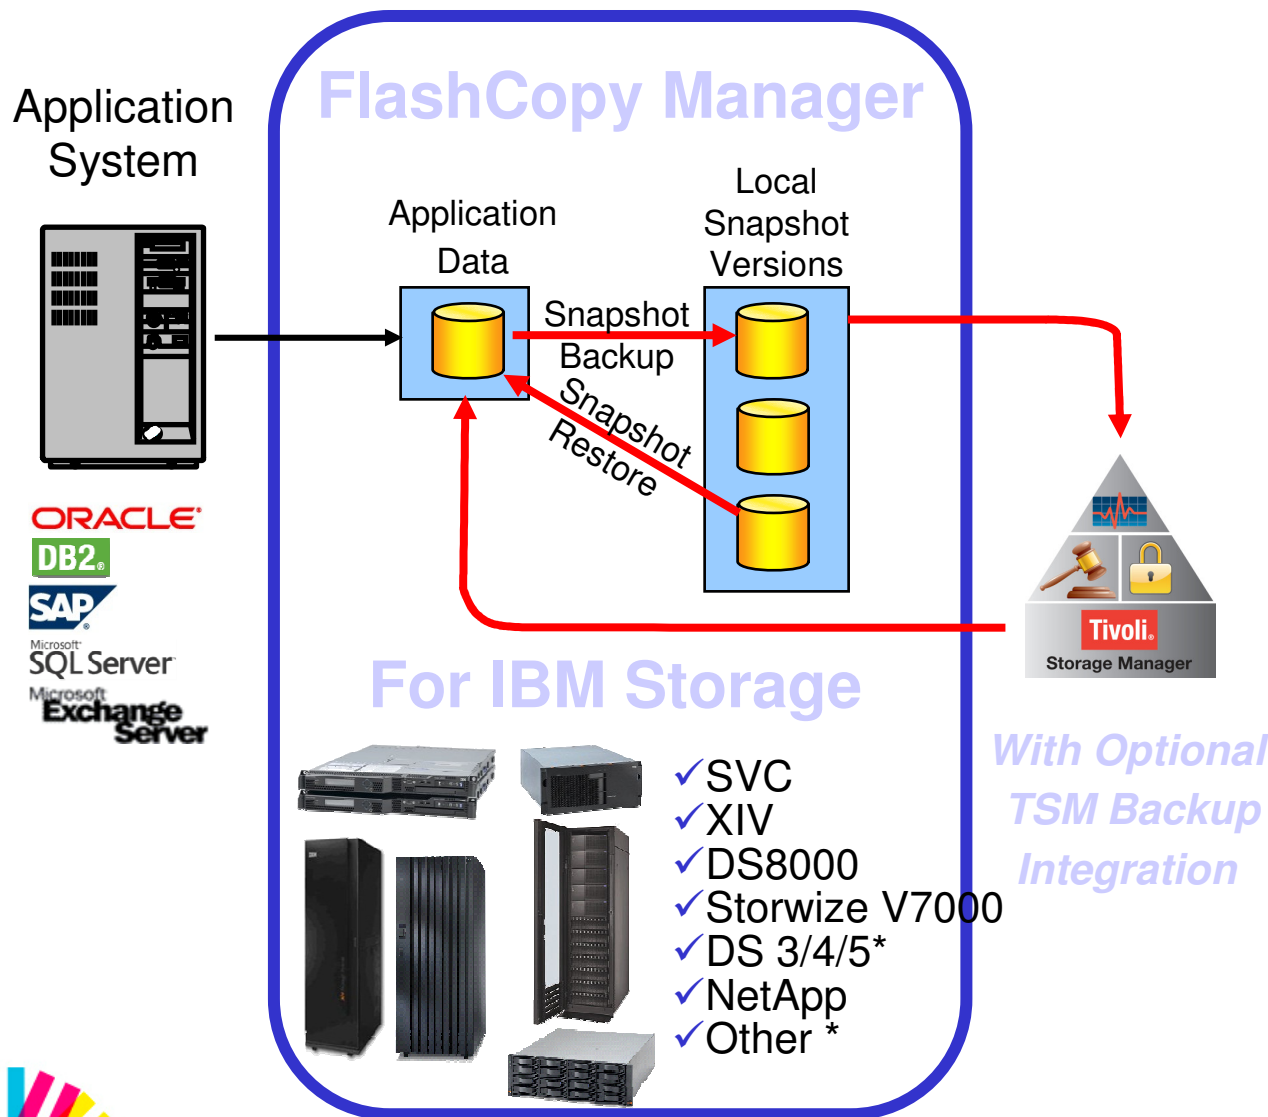 FlashCopy Manager
Application
System
Application
Data
Local
Snapshot
Versions
Snapshot
Backup
Snapshot
Restore
ORACLE®
DB2®
SAP®
Microsoft®
SQL Server
Microsoft
Exchange
Server
Tivoli®
Storage Manager
For IBM Storage
With Optional
TSM Backup
Integration
✓SVC
✓XIV
✓DS8000
✓Storwize V7000
✓DS 3/4/5*
✓NetApp
✓Other *